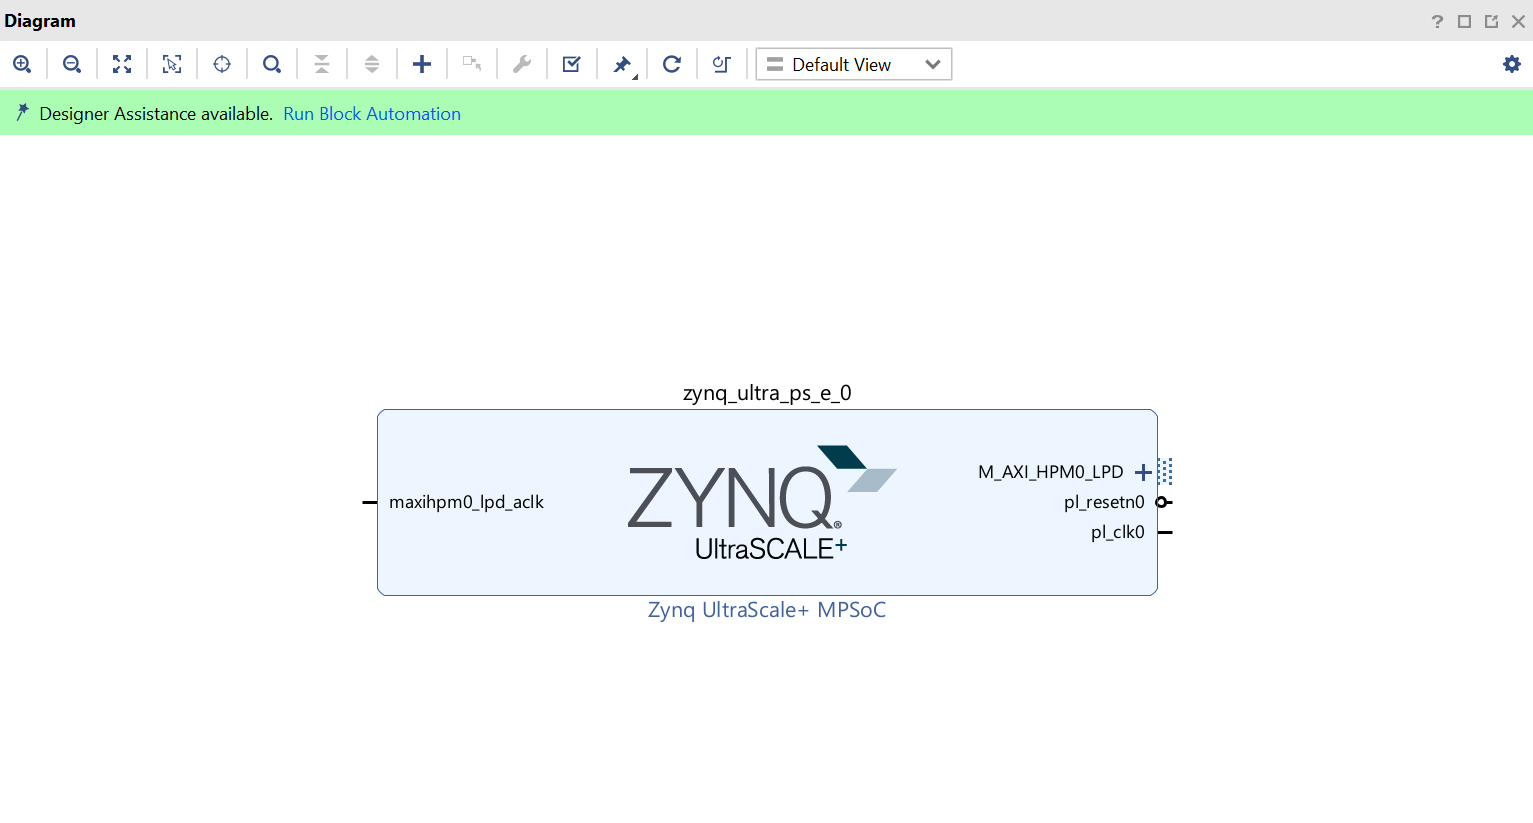 Diagram
Default View
Designer Assistance available. Run Block Automation
zynq_ultra_ps_e_0
M_AXI_HPM0_LPD
maxihpm0_lpd_aclk
pl_resetn0
pl_clk0
ZYNQ®
UltraSCALE+
Zynq UltraScale+ MPSoC